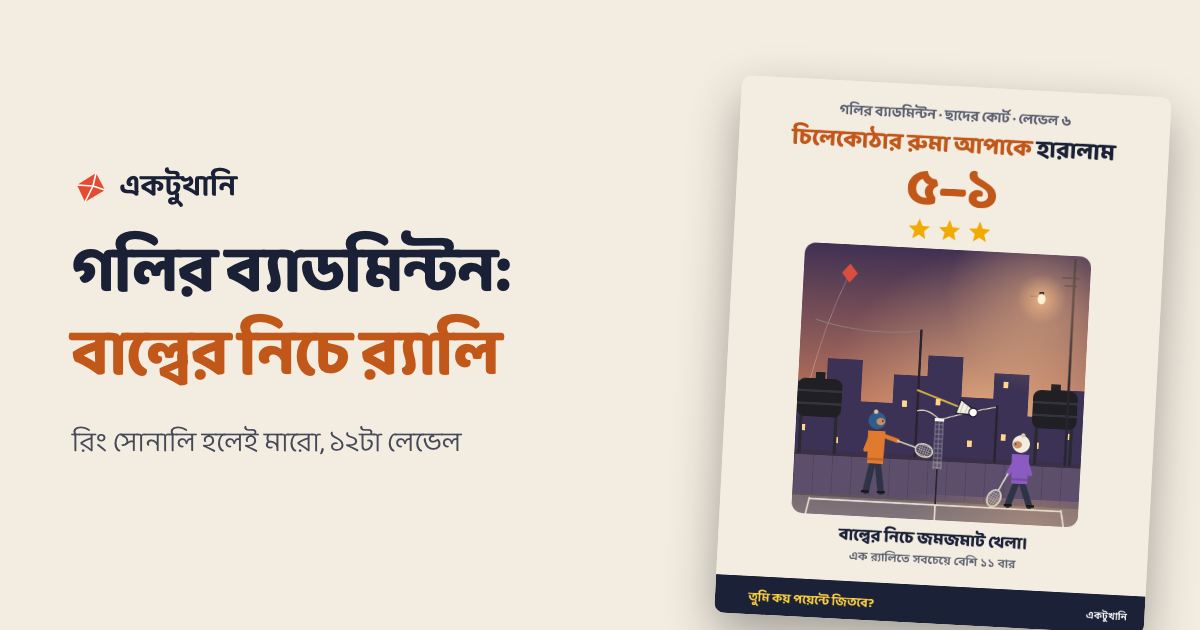 একটুখানি
গলির ব্যাডমিন্টন:
বাল্বের নিচে র‍্যালি
রিং সোনালি হলেই মারো, ১২টা লেভেল
গলির ব্যাডমিন্টন · ছাদের কোর্ট · লেভেল ৬
চিলেকোঠার রুমা আপাকে হারালাম
৫–১
বাল্বের নিচে জমজমাট খেলা।
এক র‍্যালিতে সবচেয়ে বেশি ১১ বার
তুমি কয় পয়েন্টে জিতবে?
একটুখানি